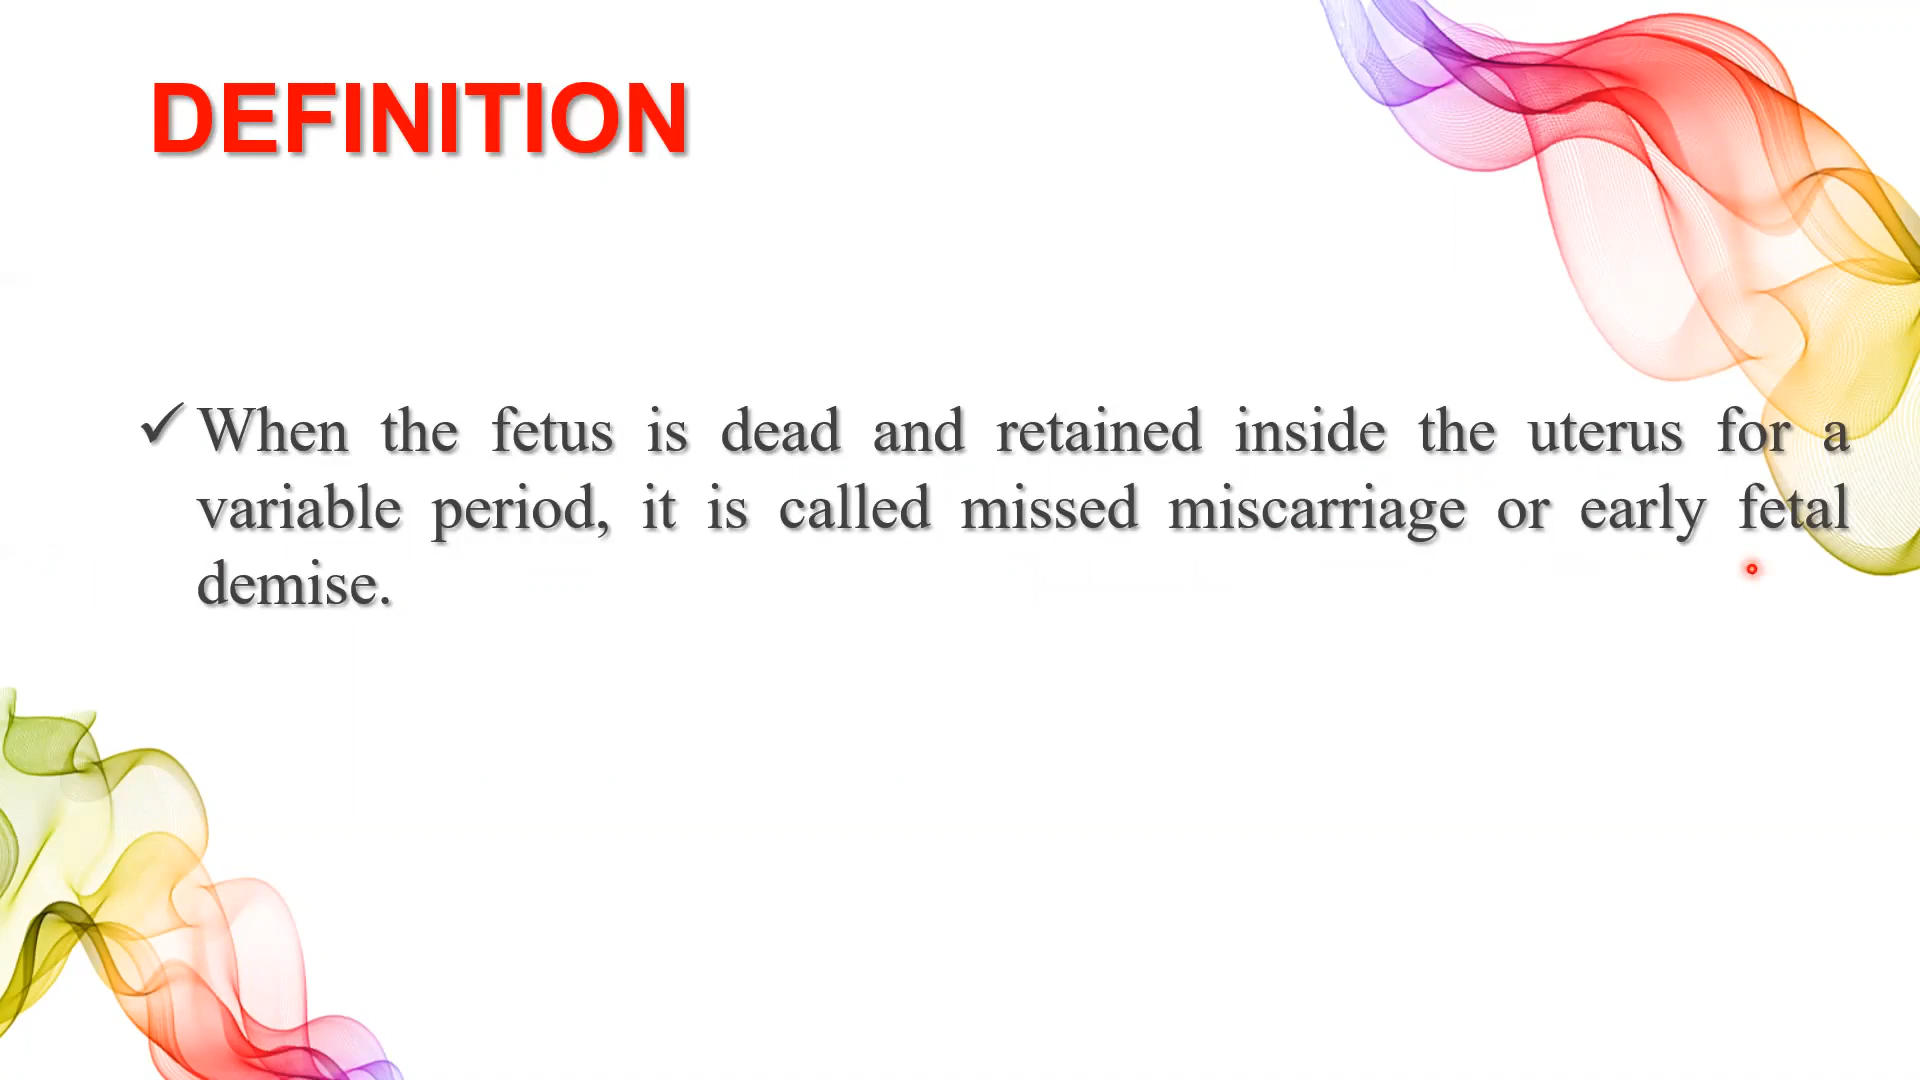 DEFINITION
✓ When the fetus is dead and retained inside the uterus for a
variable period, it is called missed miscarriage or early fetal
demise.